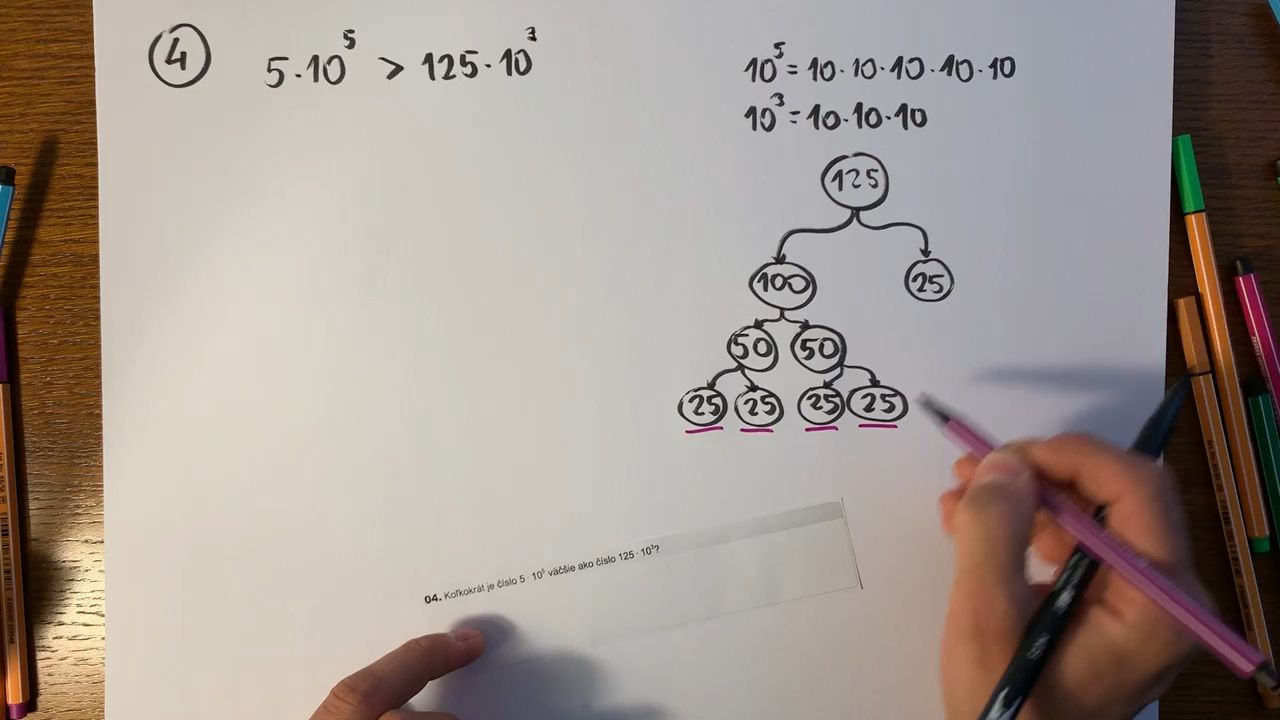 4
5·10⁵ > 125·10³
10⁵=10·10·10·10·10
10³=10·10·10
125
100 25
50 50
25 25 25 25
04. Koľkokrát je číslo 5 · 10⁵ väčšie ako číslo 125 · 10³?